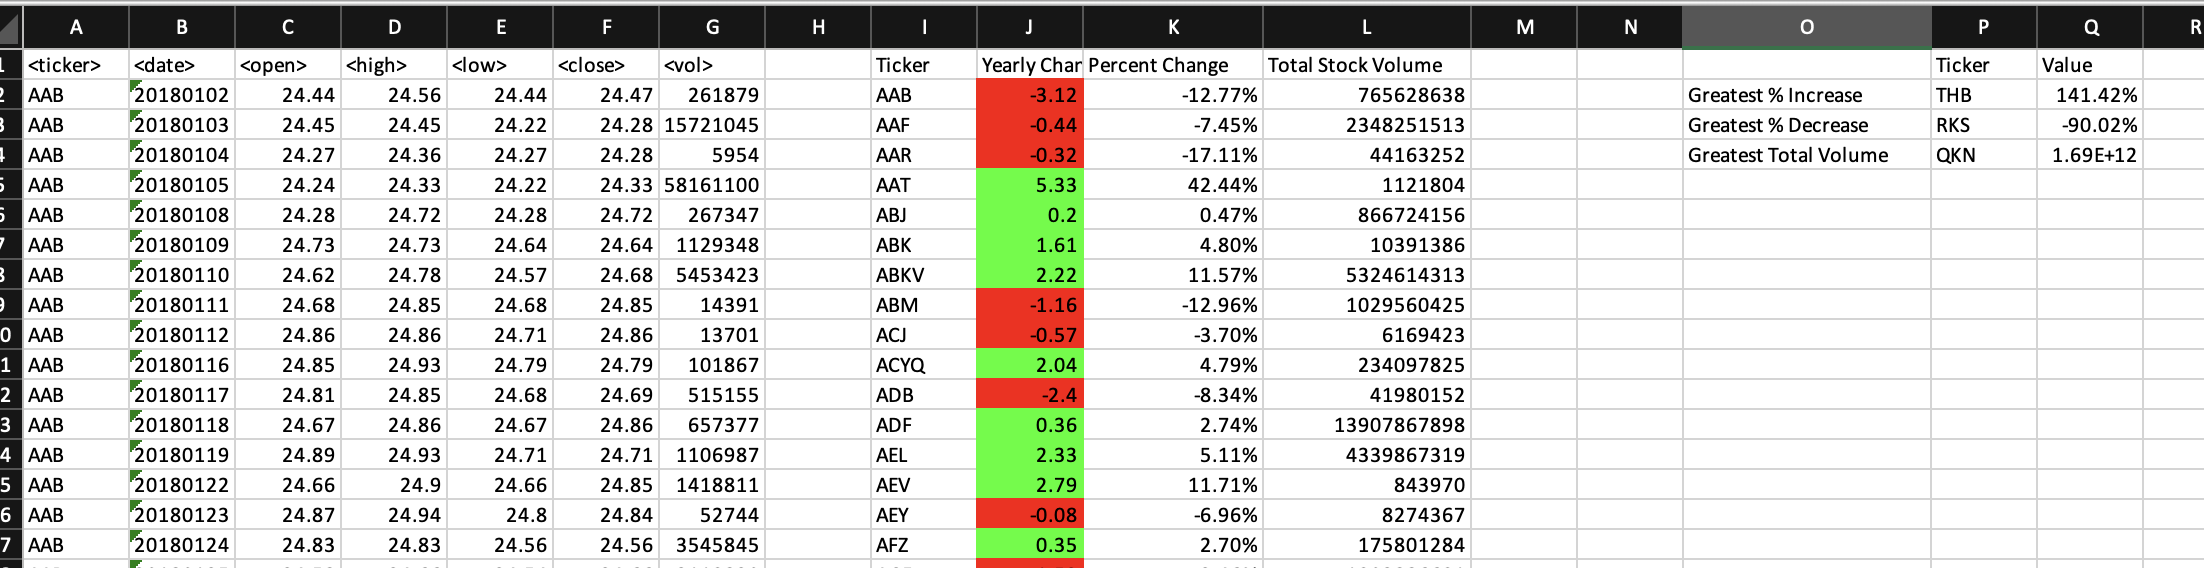 A B C D E F G H I J K L M N O P Q R
1 <ticker> <date> <open> <high> <low> <close> <vol> Ticker Yearly Char Percent Change Total Stock Volume Ticker Value
2 AAB 20180102 24.44 24.56 24.44 24.47 261879 AAB -3.12 -12.77% 765628638 Greatest % Increase THB 141.42%
3 AAB 20180103 24.45 24.45 24.22 24.28 15721045 AAF -0.44 -7.45% 2348251513 Greatest % Decrease RKS -90.02%
4 AAB 20180104 24.27 24.36 24.27 24.28 5954 AAR -0.32 -17.11% 44163252 Greatest Total Volume QKN 1.69E+12
5 AAB 20180105 24.24 24.33 24.22 24.33 58161100 AAT 5.33 42.44% 1121804
6 AAB 20180108 24.28 24.72 24.28 24.72 267347 ABJ 0.2 0.47% 866724156
7 AAB 20180109 24.73 24.73 24.64 24.64 1129348 ABK 1.61 4.80% 10391386
8 AAB 20180110 24.62 24.78 24.57 24.68 5453423 ABKV 2.22 11.57% 5324614313
9 AAB 20180111 24.68 24.85 24.68 24.85 14391 ABM -1.16 -12.96% 1029560425
0 AAB 20180112 24.86 24.86 24.71 24.86 13701 ACJ -0.57 -3.70% 6169423
1 AAB 20180116 24.85 24.93 24.79 24.79 101867 ACYQ 2.04 4.79% 234097825
2 AAB 20180117 24.81 24.85 24.68 24.69 515155 ADB -2.4 -8.34% 41980152
3 AAB 20180118 24.67 24.86 24.67 24.86 657377 ADF 0.36 2.74% 13907867898
4 AAB 20180119 24.89 24.93 24.71 24.71 1106987 AEL 2.33 5.11% 4339867319
5 AAB 20180122 24.66 24.9 24.66 24.85 1418811 AEV 2.79 11.71% 843970
6 AAB 20180123 24.87 24.94 24.8 24.84 52744 AEY -0.08 -6.96% 8274367
7 AAB 20180124 24.83 24.83 24.56 24.56 3545845 AFZ 0.35 2.70% 175801284